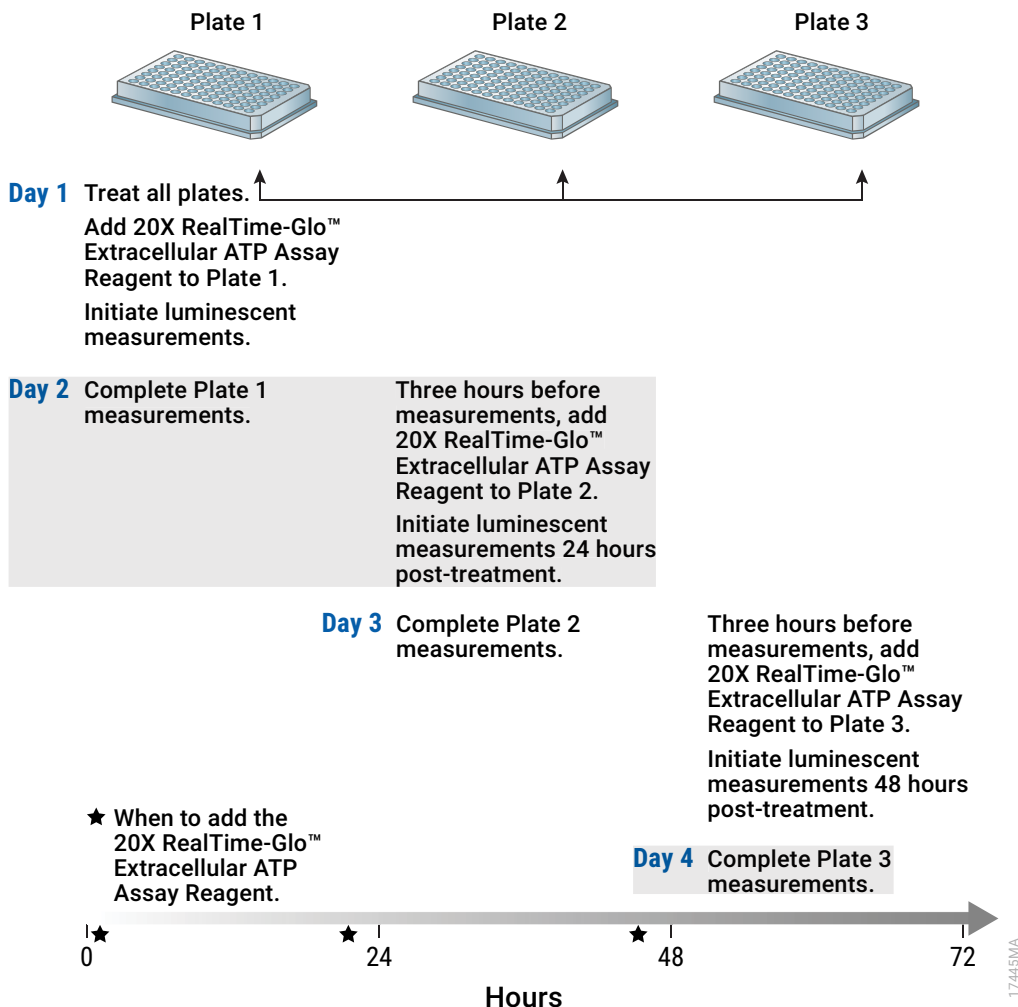 Plate 1
Plate 2
Plate 3
Day 1 Treat all plates.
Add 20X RealTime-Glo™
Extracellular ATP Assay
Reagent to Plate 1.
Initiate luminescent
measurements.
Day 2 Complete Plate 1
measurements.
Three hours before
measurements, add
20X RealTime-Glo™
Extracellular ATP Assay
Reagent to Plate 2.
Initiate luminescent
measurements 24 hours
post-treatment.
Day 3 Complete Plate 2
measurements.
Three hours before
measurements, add
20X RealTime-Glo™
Extracellular ATP Assay
Reagent to Plate 3.
Initiate luminescent
measurements 48 hours
post-treatment.
★ When to add the
20X RealTime-Glo™
Extracellular ATP
Assay Reagent.
Day 4 Complete Plate 3
measurements.
0
24
48
72
Hours
17445MA